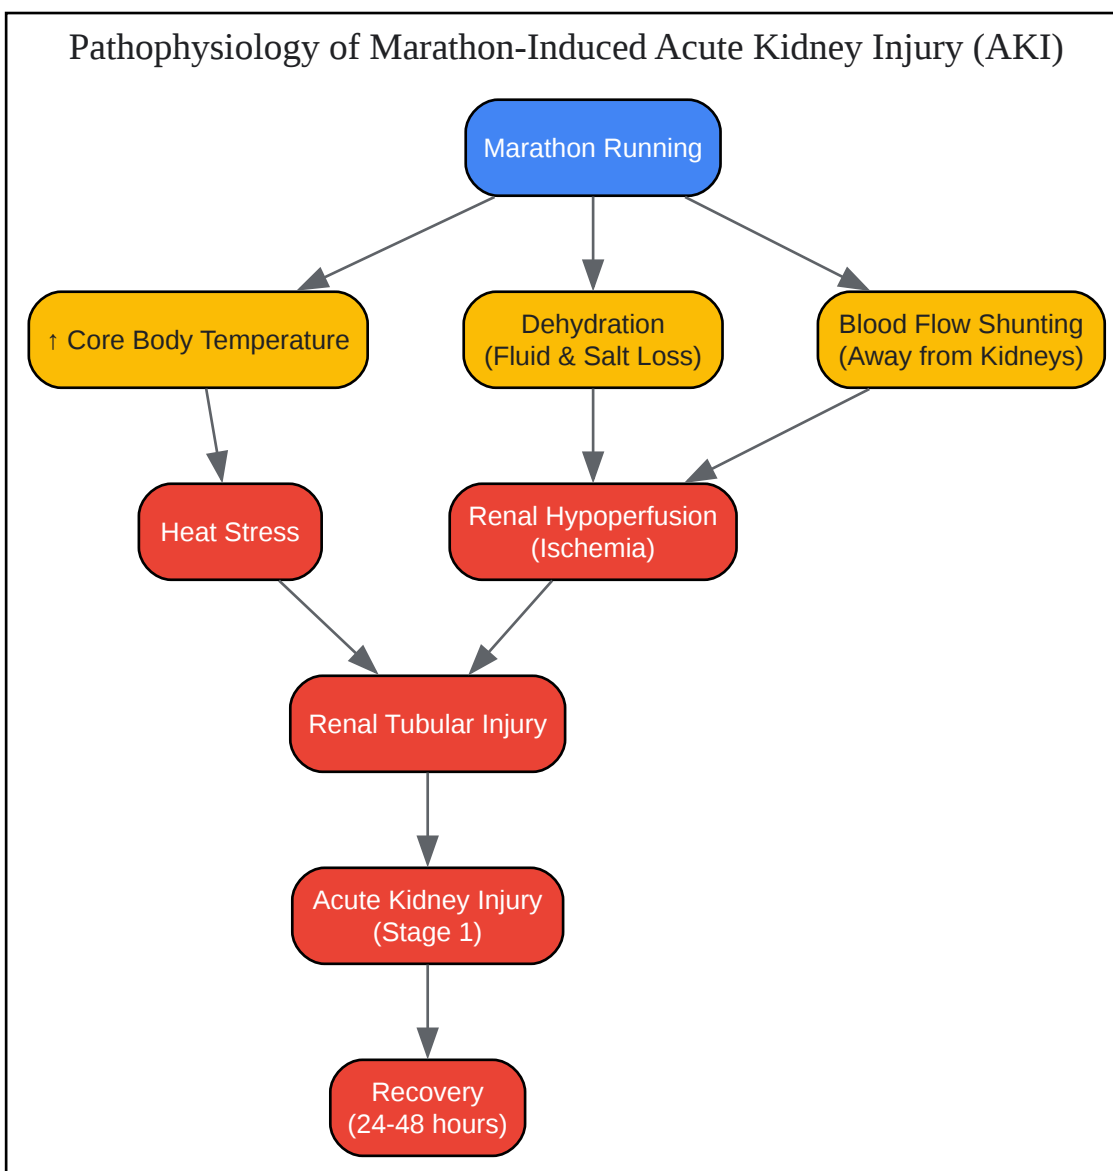 Pathophysiology of Marathon-Induced Acute Kidney Injury (AKI)
Marathon Running
↑ Core Body Temperature
Dehydration
(Fluid & Salt Loss)
Blood Flow Shunting
(Away from Kidneys)
Heat Stress
Renal Hypoperfusion
(Ischemia)
Renal Tubular Injury
Acute Kidney Injury
(Stage 1)
Recovery
(24-48 hours)